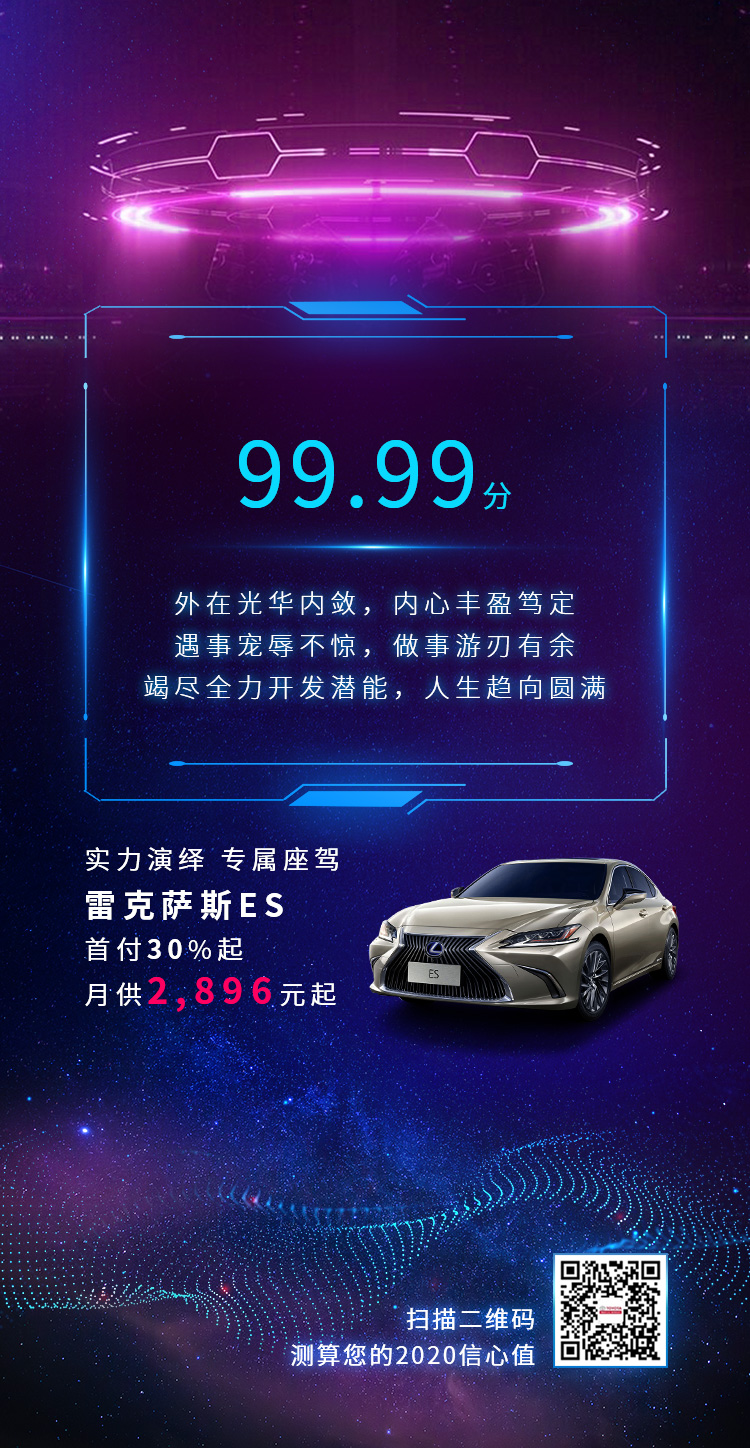 99.99分
外在光华内敛，内心丰盈笃定
遇事宠辱不惊，做事游刃有余
竭尽全力开发潜能，人生趋向圆满
实力演绎 专属座驾
雷克萨斯ES
首付30%起
月供2,896元起
ES
扫描二维码
测算您的2020信心值